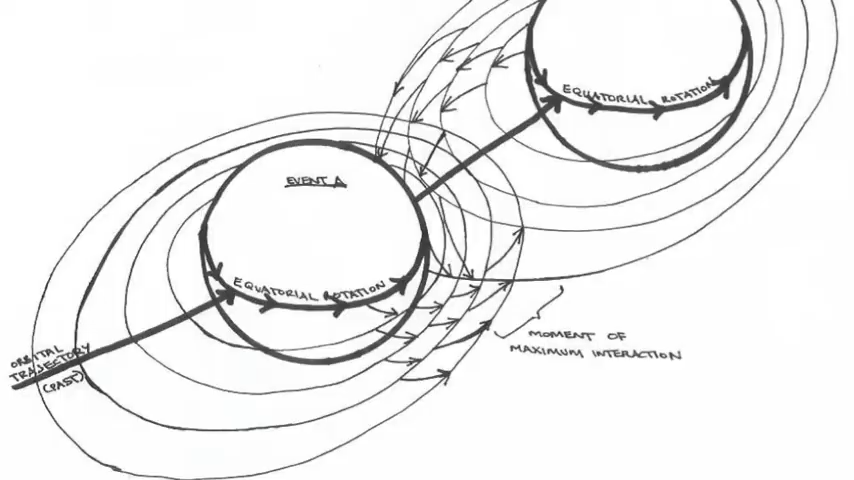 EQUATORIAL ROTATION
EVENT A
EQUATORIAL ROTATION
ORBITAL
TRAJECTORY
(PAST)
MOMENT OF
MAXIMUM INTERACTION